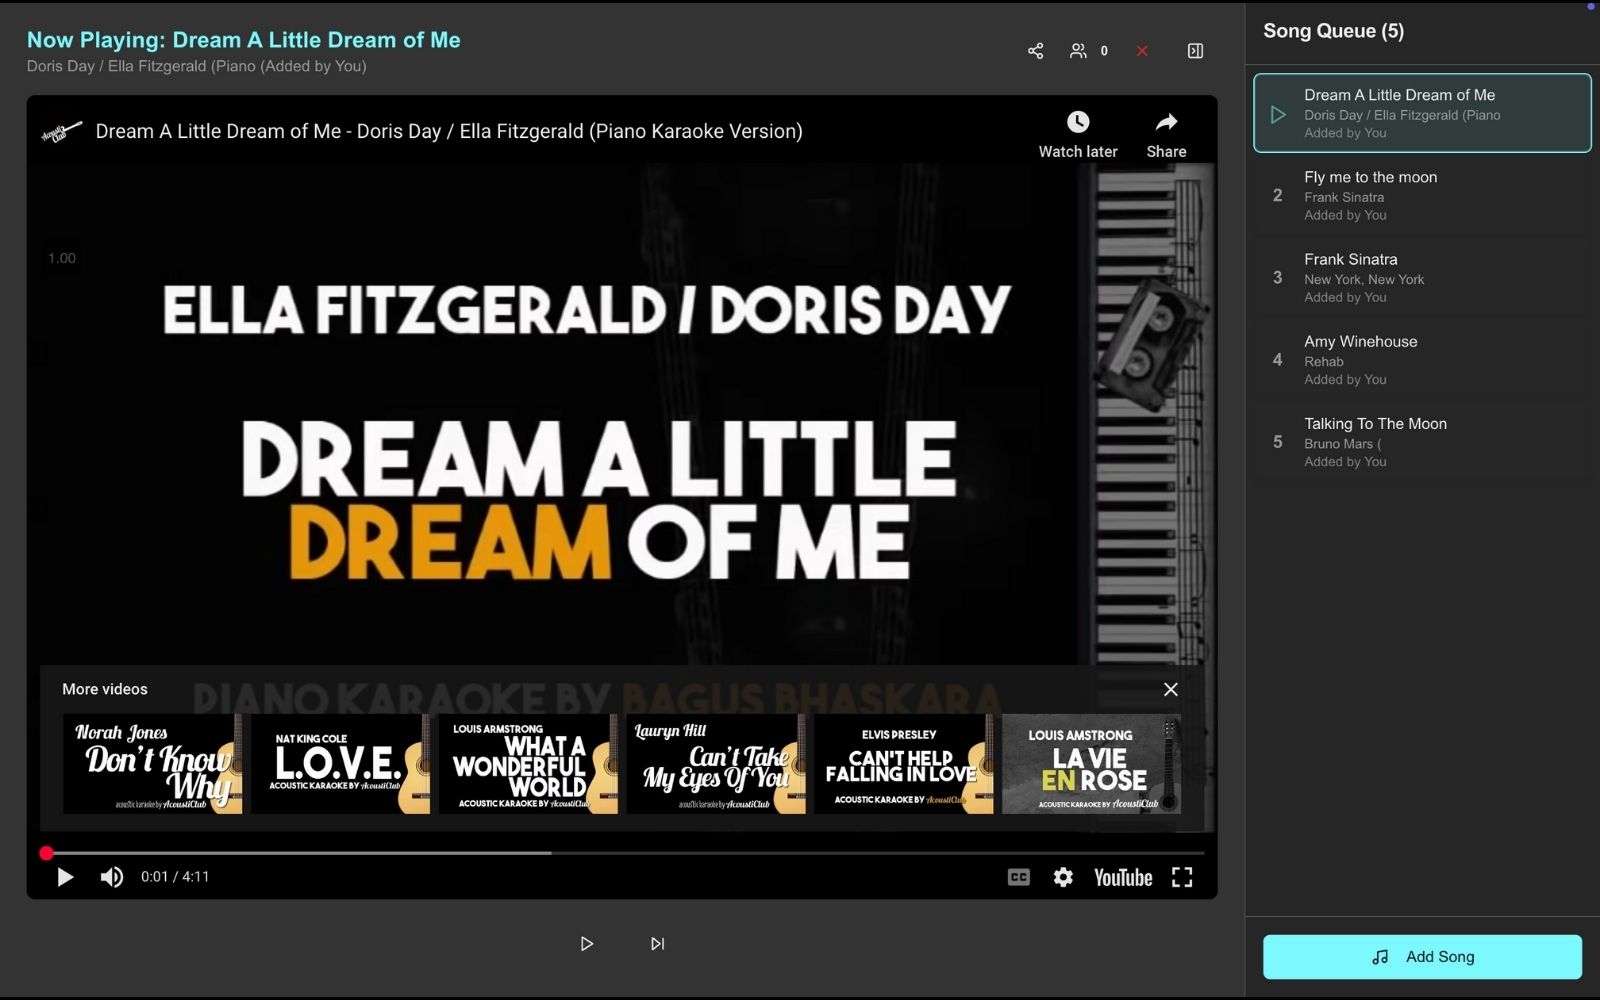 Now Playing: Dream A Little Dream of Me
Doris Day / Ella Fitzgerald (Piano (Added by You)
0
Acousti Club
Dream A Little Dream of Me - Doris Day / Ella Fitzgerald (Piano Karaoke Version)
Watch later
Share
1.00
ELLA FITZGERALD / DORIS DAY
DREAM A LITTLE
DREAM OF ME
PIANO KARAOKE BY BAGUS BHASKARA
More videos
Norah Jones
Don't Know
Why
acoustic karaoke by AcoustiClub
NAT KING COLE
L.O.V.E.
ACOUSTIC KARAOKE BY AcoustiClub
LOUIS ARMSTRONG
WHAT A
WONDERFUL
WORLD
ACOUSTIC KARAOKE BY AcoustiClub
Lauryn Hill
Can't Take
My Eyes Of You
acoustic karaoke by AcoustiClub
ELVIS PRESLEY
CAN'T HELP
FALLING IN LOVE
ACOUSTIC KARAOKE BY AcoustiClub
LOUIS AMSTRONG
LA VIE
EN ROSE
ACOUSTIC KARAOKE BY AcoustiClub
0:01 / 4:11
CC
YouTube
Song Queue (5)
Dream A Little Dream of Me
Doris Day / Ella Fitzgerald (Piano
Added by You
2
Fly me to the moon
Frank Sinatra
Added by You
3
Frank Sinatra
New York, New York
Added by You
4
Amy Winehouse
Rehab
Added by You
5
Talking To The Moon
Bruno Mars (
Added by You
Add Song